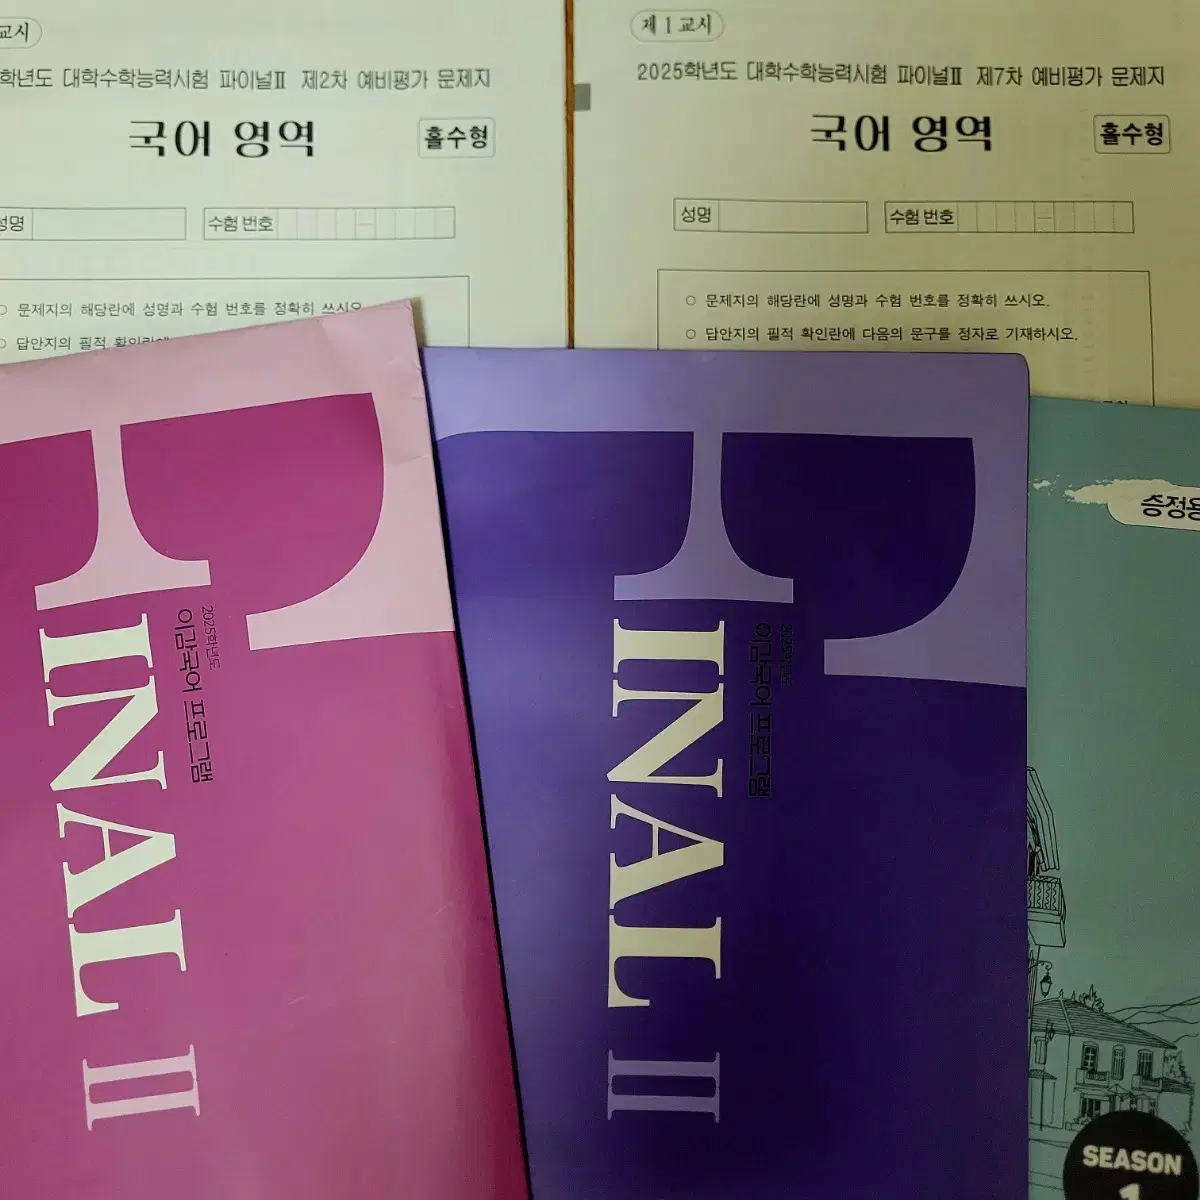 교시
학년도 대학수학능력시험 파이널Ⅱ 제2차 예비평가 문제지
국어 영역
홀수형
성명
수험 번호
○ 문제지의 해당란에 성명과 수험 번호를 정확히 쓰시오
○ 답안지의 필적 확인란에
제 1 교시
2025학년도 대학수학능력시험 파이널Ⅱ 제7차 예비평가 문제지
국어 영역
홀수형
성명
수험 번호
○ 문제지의 해당란에 성명과 수험 번호를 정확히 쓰시오.
○ 답안지의 필적 확인란에 다음의 문구를 정자로 기재하시오.
FINAL II
2025학년도
이감국어 프로그램
FINAL II
2025학년도
이감국어 프로그램
증정용
SEASON
1